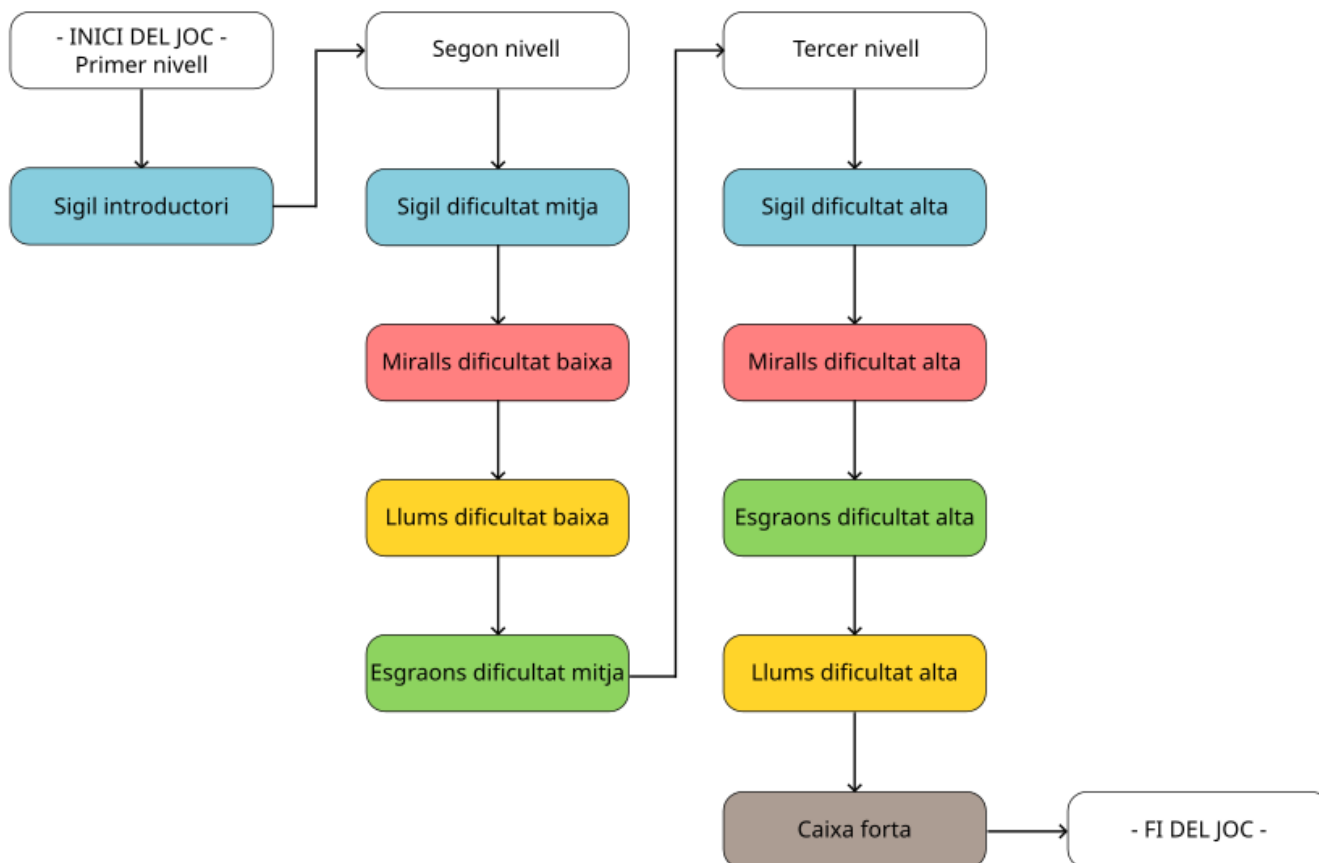 - INICI DEL JOC -
Primer nivell
Sigil introductori
Segon nivell
Sigil dificultat mitja
Miralls dificultat baixa
Llums dificultat baixa
Esgraons dificultat mitja
Tercer nivell
Sigil dificultat alta
Miralls dificultat alta
Esgraons dificultat alta
Llums dificultat alta
Caixa forta
- FI DEL JOC -